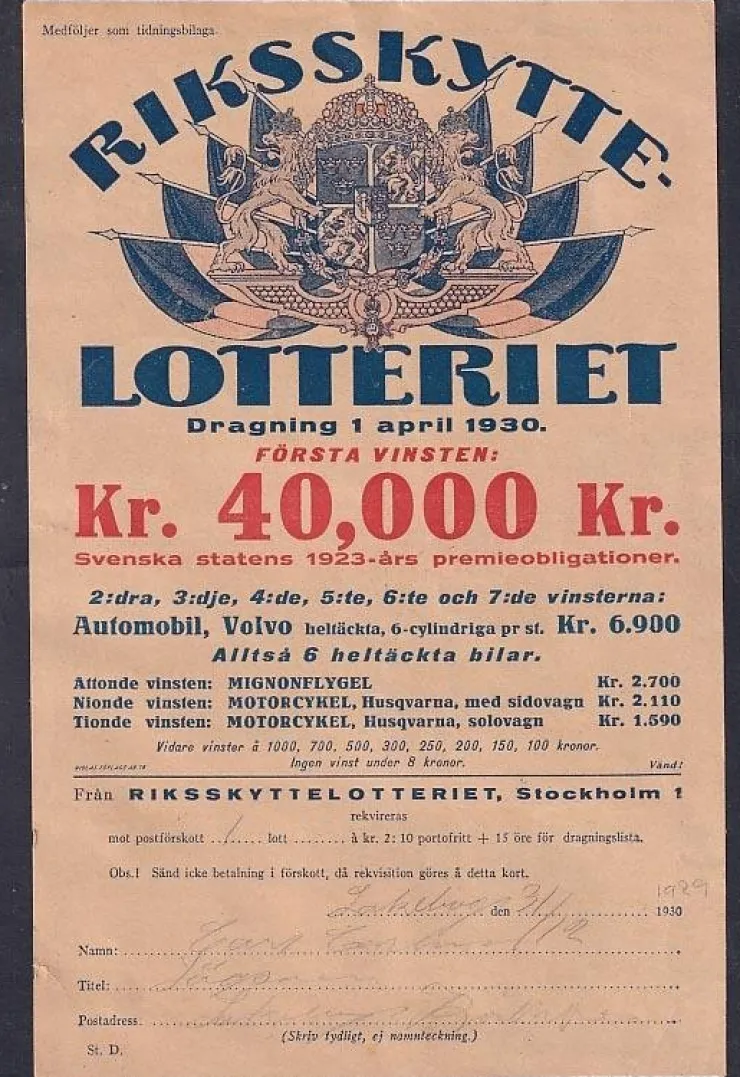 Medföljer som tidningsbilaga.
RIKSSKYTTE-
LOTTERIET
Dragning 1 april 1930.
FÖRSTA VINSTEN:
Kr. 40,000 Kr.
Svenska statens 1923-års premieobligationer.
2:dra, 3:dje, 4:de, 5:te, 6:te och 7:de vinsterna:
Automobil, Volvo heltäckta, 6-cylindriga pr st. Kr. 6.900
Alltså 6 heltäckta bilar.
Åttonde vinsten: MIGNONFLYGEL Kr. 2.700
Nionde vinsten: MOTORCYKEL, Husqvarna, med sidovagn Kr. 2.110
Tionde vinsten: MOTORCYKEL, Husqvarna, solovagn Kr. 1.590
Vidare vinster å 1000, 700, 500, 300, 250, 200, 150, 100 kronor.
Ingen vinst under 8 kronor. Vänd!
Från RIKSSKYTTELOTTERIET, Stockholm 1
rekvireras
mot postförskott ...1... lott ........ à kr. 2: 10 portofritt + 15 öre för dragningslista.
Obs.! Sänd icke betalning i förskott, då rekvisition göres å detta kort.
1929
den 31/12 1930
Namn: Carl
Titel:
Postadress.
(Skriv tydligt, ej namnteckning.)
St. D.